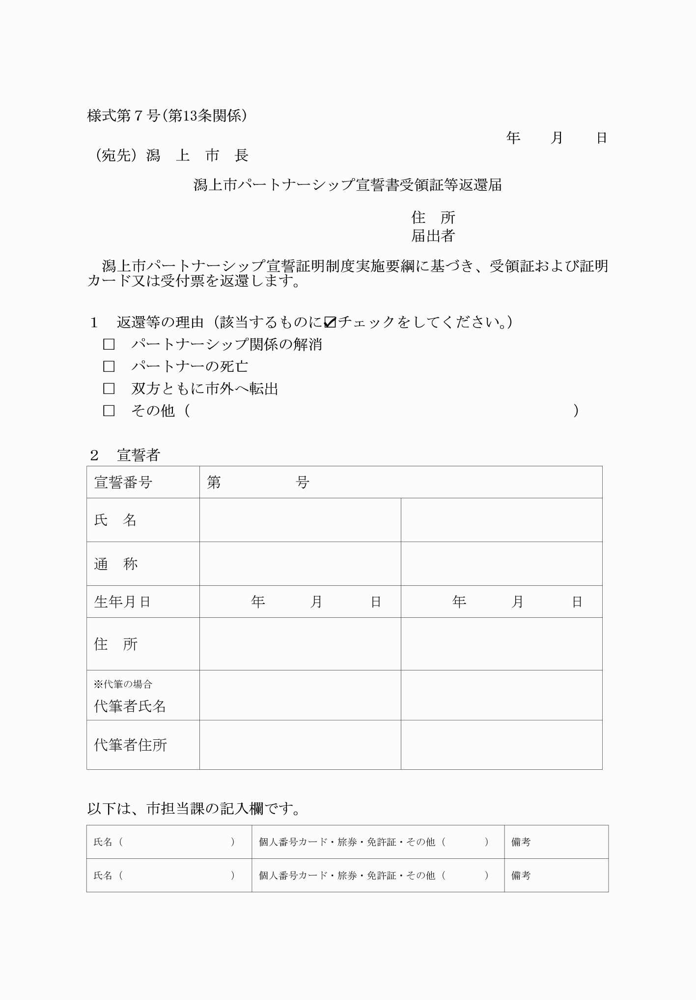 様式第７号（第13条関係）
年　　月　　日
（宛先）潟　上　市　長
潟上市パートナーシップ宣誓書受領証等返還届
住　所
届出者
潟上市パートナーシップ宣誓証明制度実施要綱に基づき、受領証および証明
カード又は受付票を返還します。
１　返還等の理由（該当するものに☑チェックをしてください。）
□　パートナーシップ関係の解消
□　パートナーの死亡
□　双方ともに市外へ転出
□　その他（　　　　　　　　　　　　　　　　　　　　　　　　　　）
２　宣誓者
宣誓番号　第　　　　　号
氏　名
通　称
生年月日　年　　　月　　　日　年　　　月　　　日
住　所
※代筆の場合
代筆者氏名
代筆者住所
以下は、市担当課の記入欄です。
氏名（　　　　　　　　　　　）　個人番号カード・旅券・免許証・その他（　　　　）　備考
氏名（　　　　　　　　　　　）　個人番号カード・旅券・免許証・その他（　　　　）　備考